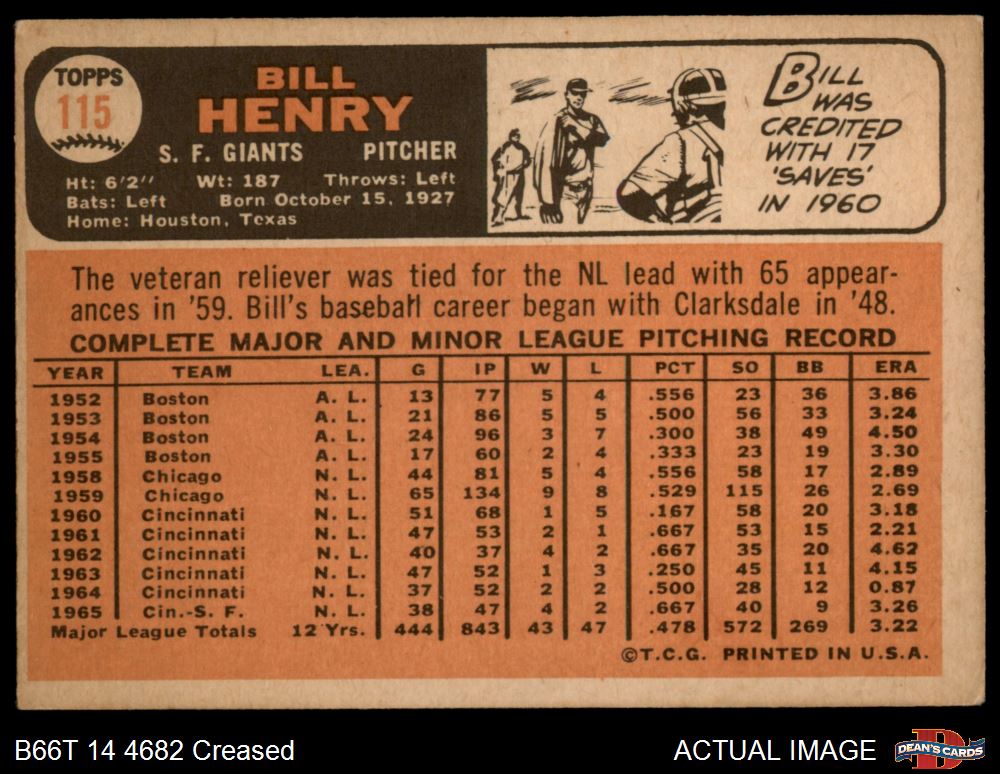 TOPPS
115
BILL
HENRY
S. F. GIANTS PITCHER
Ht: 6'2" Wt: 187 Throws: Left
Bats: Left Born October 15, 1927
Home: Houston, Texas
BILL
WAS
CREDITED
WITH 17
'SAVES'
IN 1960
The veteran reliever was tied for the NL lead with 65 appear-
ances in '59. Bill's baseball career began with Clarksdale in '48.
COMPLETE MAJOR AND MINOR LEAGUE PITCHING RECORD
YEAR TEAM LEA. G IP W L PCT SO BB ERA
1952 Boston A. L. 13 77 5 4 .556 23 36 3.86
1953 Boston A. L. 21 86 5 5 .500 56 33 3.24
1954 Boston A. L. 24 96 3 7 .300 38 49 4.50
1955 Boston A. L. 17 60 2 4 .333 23 19 3.30
1958 Chicago N. L. 44 81 5 4 .556 58 17 2.89
1959 Chicago N. L. 65 134 9 8 .529 115 26 2.69
1960 Cincinnati N. L. 51 68 1 5 .167 58 20 3.18
1961 Cincinnati N. L. 47 53 2 1 .667 53 15 2.21
1962 Cincinnati N. L. 40 37 4 2 .667 35 20 4.62
1963 Cincinnati N. L. 47 52 1 3 .250 45 11 4.15
1964 Cincinnati N. L. 37 52 2 2 .500 28 12 0.87
1965 Cin.-S. F. N. L. 38 47 4 2 .667 40 9 3.26
Major League Totals 12 Yrs. 444 843 43 47 .478 572 269 3.22
©T.C.G. PRINTED IN U.S.A.
B66T 14 4682 Creased ACTUAL IMAGE
DEAN'S CARDS